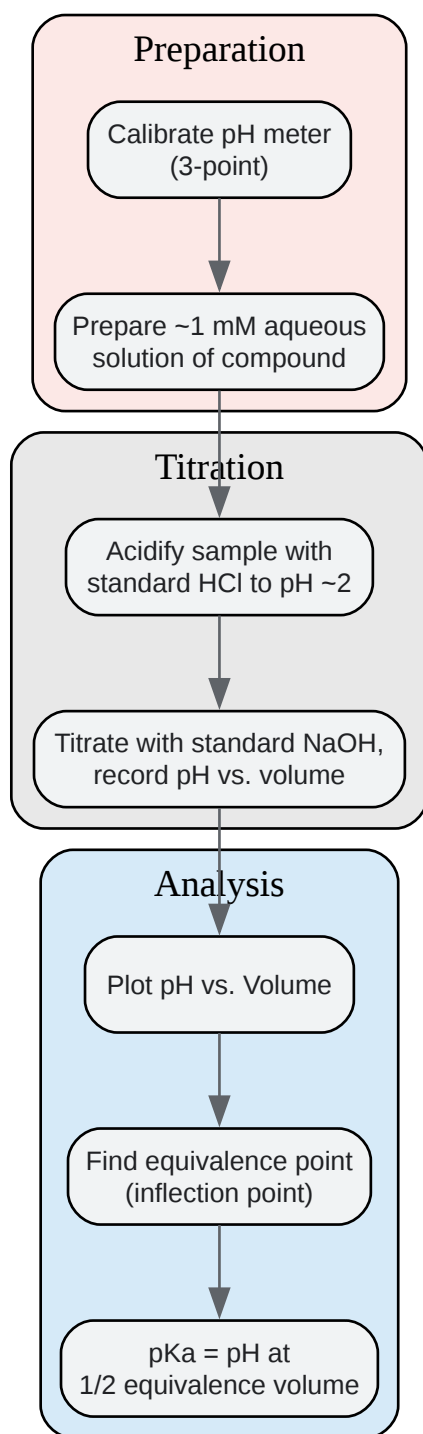 Preparation
Calibrate pH meter
(3-point)
Prepare ~1 mM aqueous
solution of compound
Titration
Acidify sample with
standard HCl to pH ~2
Titrate with standard NaOH,
record pH vs. volume
Analysis
Plot pH vs. Volume
Find equivalence point
(inflection point)
pKa = pH at
1/2 equivalence volume